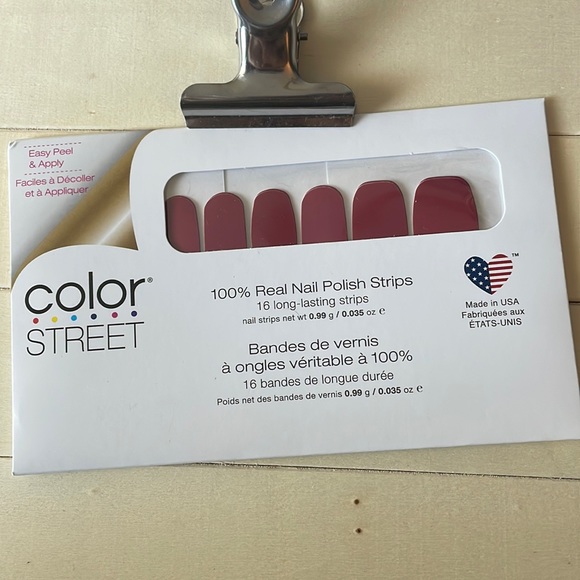 Easy Peel
& Apply
Faciles à Décoller
et à Appliquer
color®
STREET
100% Real Nail Polish Strips
16 long-lasting strips
nail strips net wt 0.99 g / 0.035 oz ℮
Bandes de vernis
à ongles véritable à 100%
16 bandes de longue durée
Poids net des bandes de vernis 0.99 g / 0.035 oz ℮
™
Made in USA
Fabriquées aux
ÉTATS-UNIS